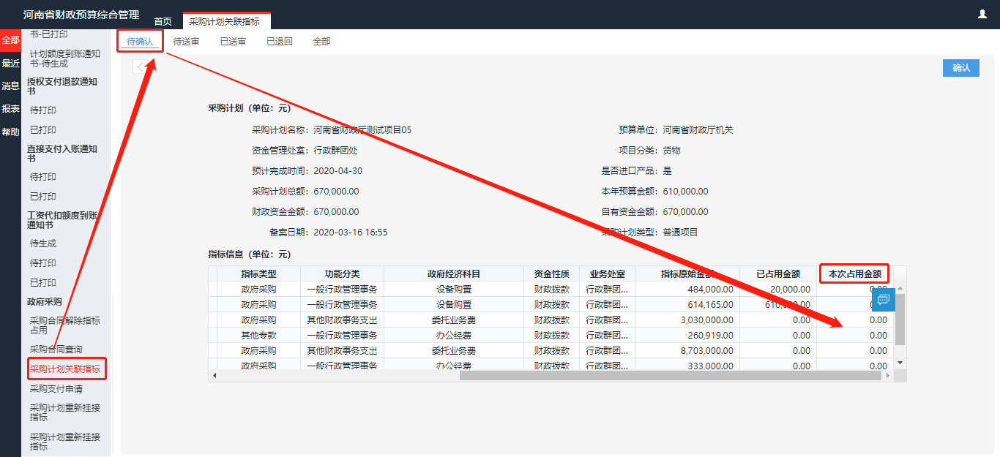 河南省财政预算综合管理
首页
采购计划关联指标
全部
最近
消息
报表
帮助
书-已打印
计划额度到账通知
书-待生成
授权支付退款通知
书
待打印
已打印
直接支付入账通知
书
待打印
已打印
工资代扣额度到账
通知书
待生成
待打印
已打印
政府采购
采购合同解除指标
占用
采购合同查询
采购计划关联指标
采购支付申请
采购计划重新挂接
指标
采购计划重新挂接
指标
待确认 待送审 已送审 已退回 全部
确认
采购计划（单位：元）
采购计划名称：河南省财政厅测试项目05 预算单位：河南省财政厅机关
资金管理处室：行政群团处 项目分类：货物
预计完成时间：2020-04-30 是否进口产品：是
采购计划总额：670,000.00 本年预算金额：610,000.00
财政资金金额：670,000.00 自有资金金额：670,000.00
备案日期：2020-03-16 16:55 采购计划类型：普通项目
指标信息（单位：元）
指标类型 功能分类 政府经济科目 资金性质 业务处室 指标原始金额 已占用金额 本次占用金额
政府采购 一般行政管理事务 设备购置 财政拨款 行政群团... 484,000.00 20,000.00 0.00
政府采购 一般行政管理事务 设备购置 财政拨款 行政群团... 614,165.00 610,000.00 0.00
政府采购 其他财政事务支出 委托业务费 财政拨款 行政群团... 3,030,000.00 0.00 0.00
其他专款 一般行政管理事务 办公经费 财政拨款 行政群团... 260,919.00 0.00 0.00
政府采购 其他财政事务支出 委托业务费 财政拨款 行政群团... 8,703,000.00 0.00 0.00
政府采购 一般行政管理事务 办公经费 财政拨款 行政群团... 333,000.00 0.00 0.00